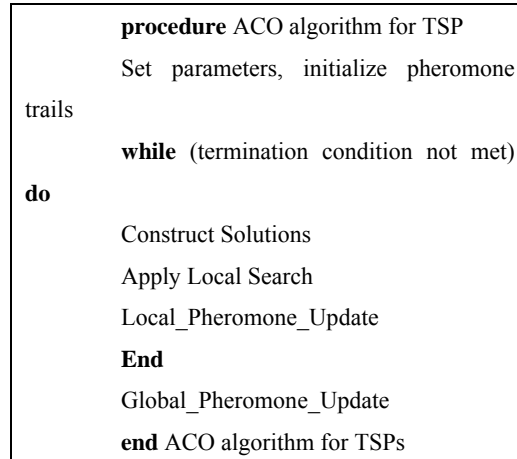 procedure ACO algorithm for TSP
Set parameters, initialize pheromone
trails
while (termination condition not met)
do
Construct Solutions
Apply Local Search
Local_Pheromone_Update
End
Global_Pheromone_Update
end ACO algorithm for TSPs